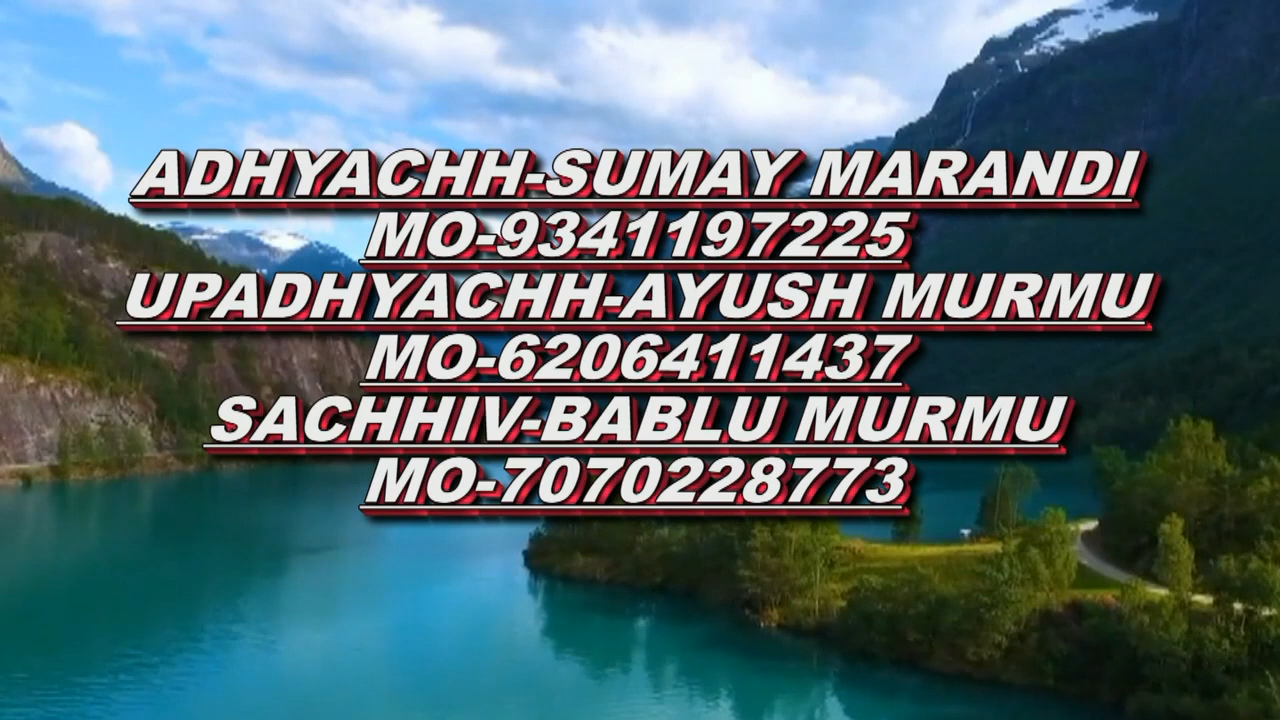 ADHYACHH-SUMAY MARANDI
MO-9341197225
UPADHYACHH-AYUSH MURMU
MO-6206411437
SACHHIV-BABLU MURMU
MO-7070228773